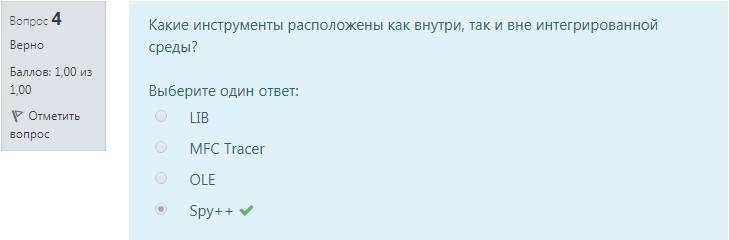 Вопрос 4
Верно
Баллов: 1,00 из
1,00
Отметить
вопрос
Какие инструменты расположены как внутри, так и вне интегрированной
среды?
Выберите один ответ:
LIB
MFC Tracer
OLE
Spy++